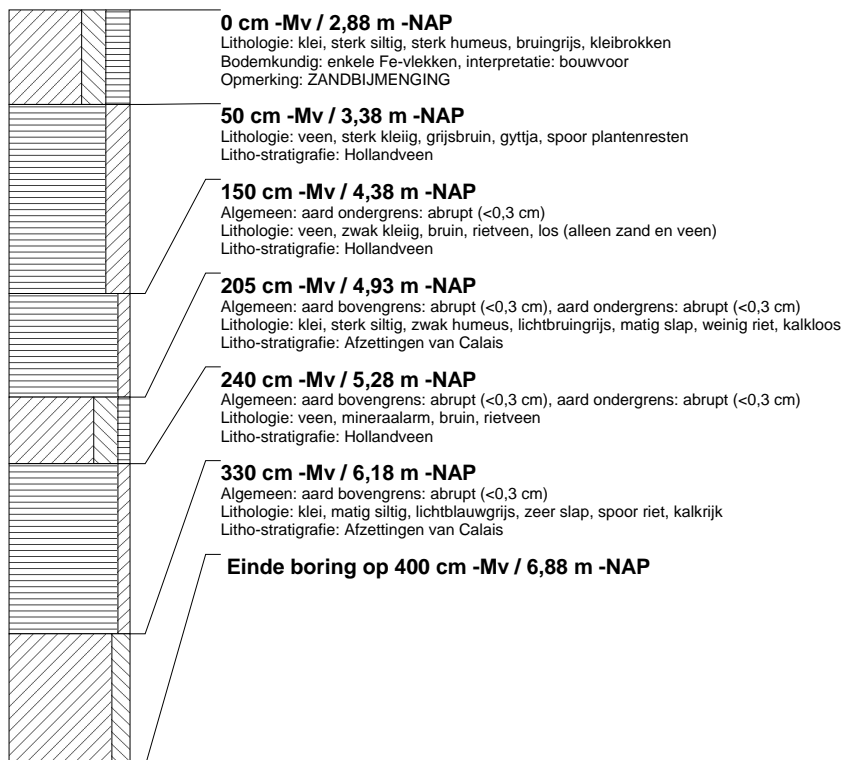 0 cm -Mv / 2,88 m -NAP
Lithologie: klei, sterk siltig, sterk humeus, bruingrijs, kleibrokken
Bodemkundig: enkele Fe-vlekken, interpretatie: bouwvoor
Opmerking: ZANDBIJMENGING
50 cm -Mv / 3,38 m -NAP
Lithologie: veen, sterk kleiig, grijsbruin, gyttja, spoor plantenresten
Litho-stratigrafie: Hollandveen
150 cm -Mv / 4,38 m -NAP
Algemeen: aard ondergrens: abrupt (<0,3 cm)
Lithologie: veen, zwak kleiig, bruin, rietveen, los (alleen zand en veen)
Litho-stratigrafie: Hollandveen
205 cm -Mv / 4,93 m -NAP
Algemeen: aard bovengrens: abrupt (<0,3 cm), aard ondergrens: abrupt (<0,3 cm)
Lithologie: klei, sterk siltig, zwak humeus, lichtbruingrijs, matig slap, weinig riet, kalkloos
Litho-stratigrafie: Afzettingen van Calais
240 cm -Mv / 5,28 m -NAP
Algemeen: aard bovengrens: abrupt (<0,3 cm), aard ondergrens: abrupt (<0,3 cm)
Lithologie: veen, mineraalarm, bruin, rietveen
Litho-stratigrafie: Hollandveen
330 cm -Mv / 6,18 m -NAP
Algemeen: aard bovengrens: abrupt (<0,3 cm)
Lithologie: klei, matig siltig, lichtblauwgrijs, zeer slap, spoor riet, kalkrijk
Litho-stratigrafie: Afzettingen van Calais
Einde boring op 400 cm -Mv / 6,88 m -NAP